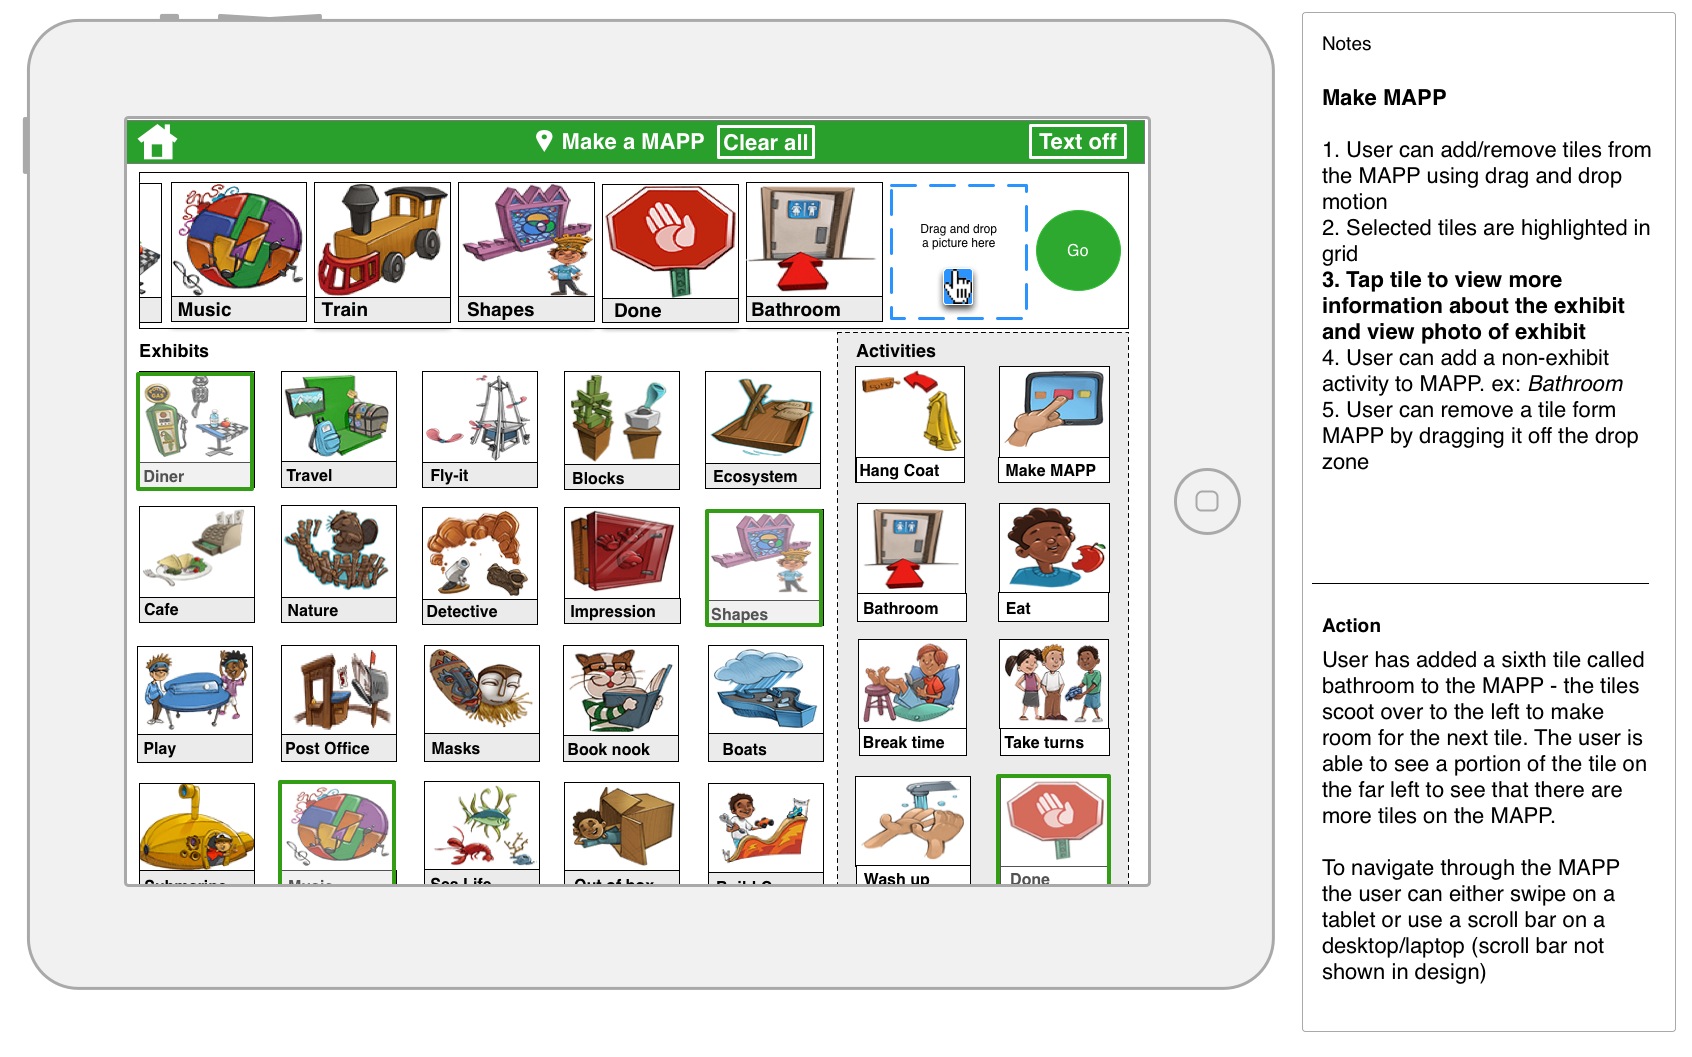 Make a MAPP
Clear all
Text off
Music
Train
Shapes
Done
Bathroom
Drag and drop
a picture here
Go
Exhibits
Activities
Diner
Travel
Fly-it
Blocks
Ecosystem
Hang Coat
Make MAPP
Cafe
Nature
Detective
Impression
Shapes
Bathroom
Eat
Play
Post Office
Masks
Book nook
Boats
Break time
Take turns
Submarine
Music
Sea Life
Out of box
Wash up
Done
Notes
Make MAPP
1. User can add/remove tiles from
the MAPP using drag and drop
motion
2. Selected tiles are highlighted in
grid
3. Tap tile to view more
information about the exhibit
and view photo of exhibit
4. User can add a non-exhibit
activity to MAPP. ex: Bathroom
5. User can remove a tile form
MAPP by dragging it off the drop
zone
Action
User has added a sixth tile called
bathroom to the MAPP - the tiles
scoot over to the left to make
room for the next tile. The user is
able to see a portion of the tile on
the far left to see that there are
more tiles on the MAPP.
To navigate through the MAPP
the user can either swipe on a
tablet or use a scroll bar on a
desktop/laptop (scroll bar not
shown in design)